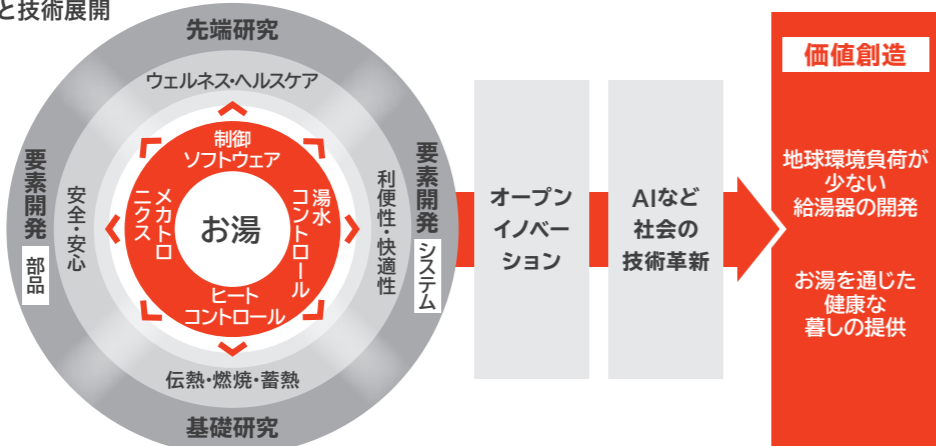 と技術展開
先端研究
ウェルネス・ヘルスケア
制御
ソフトウェア
要素開発
部品
安全・安心
メカトロ
ニクス
お湯
湯水
コントロール
利便性・快適性
要素開発
システム
ヒート
コントロール
伝熱・燃焼・蓄熱
基礎研究
オープン
イノベー
ション
AIなど
社会の
技術革新
価値創造
地球環境負荷が
少ない
給湯器の開発
お湯を通じた
健康な
暮しの提供